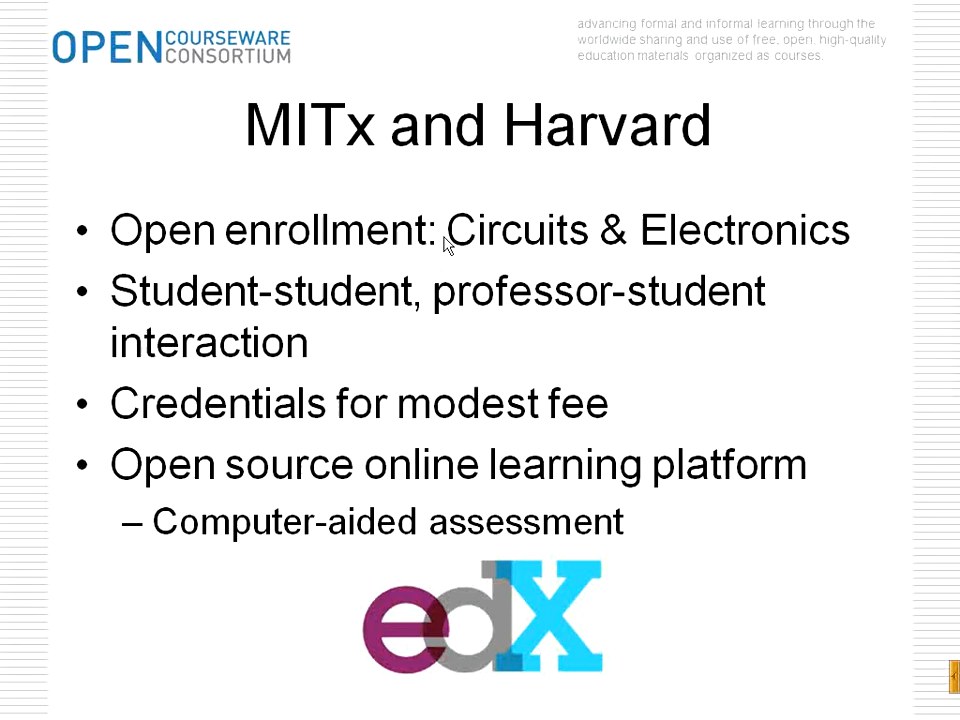 OPEN COURSEWARE CONSORTIUM
advancing formal and informal learning through the
worldwide sharing and use of free, open, high-quality
education materials organized as courses.
MITx and Harvard
• Open enrollment: Circuits & Electronics
• Student-student, professor-student
interaction
• Credentials for modest fee
• Open source online learning platform
– Computer-aided assessment
edX